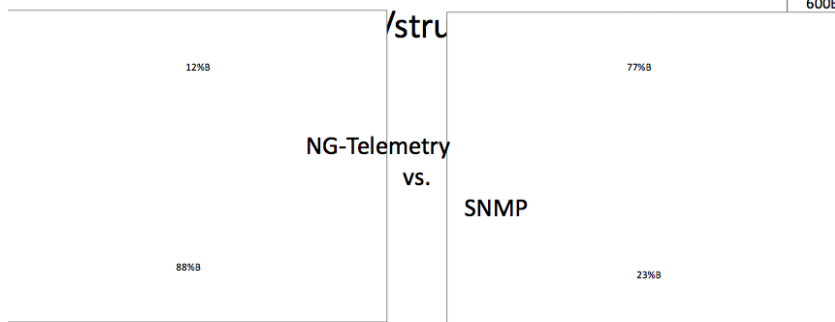 600B
/stru
12%B
77%B
NG-Telemetry
vs.
SNMP
88%B
23%B